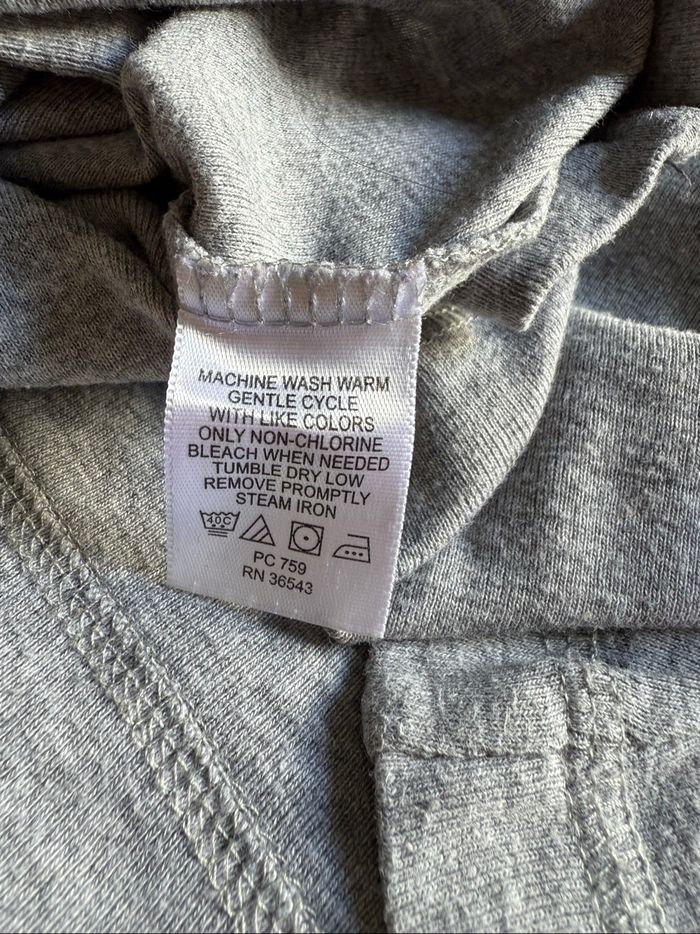 MACHINE WASH WARM
GENTLE CYCLE
WITH LIKE COLORS
ONLY NON-CHLORINE
BLEACH WHEN NEEDED
TUMBLE DRY LOW
REMOVE PROMPTLY
STEAM IRON
40C
PC 759
RN 36543